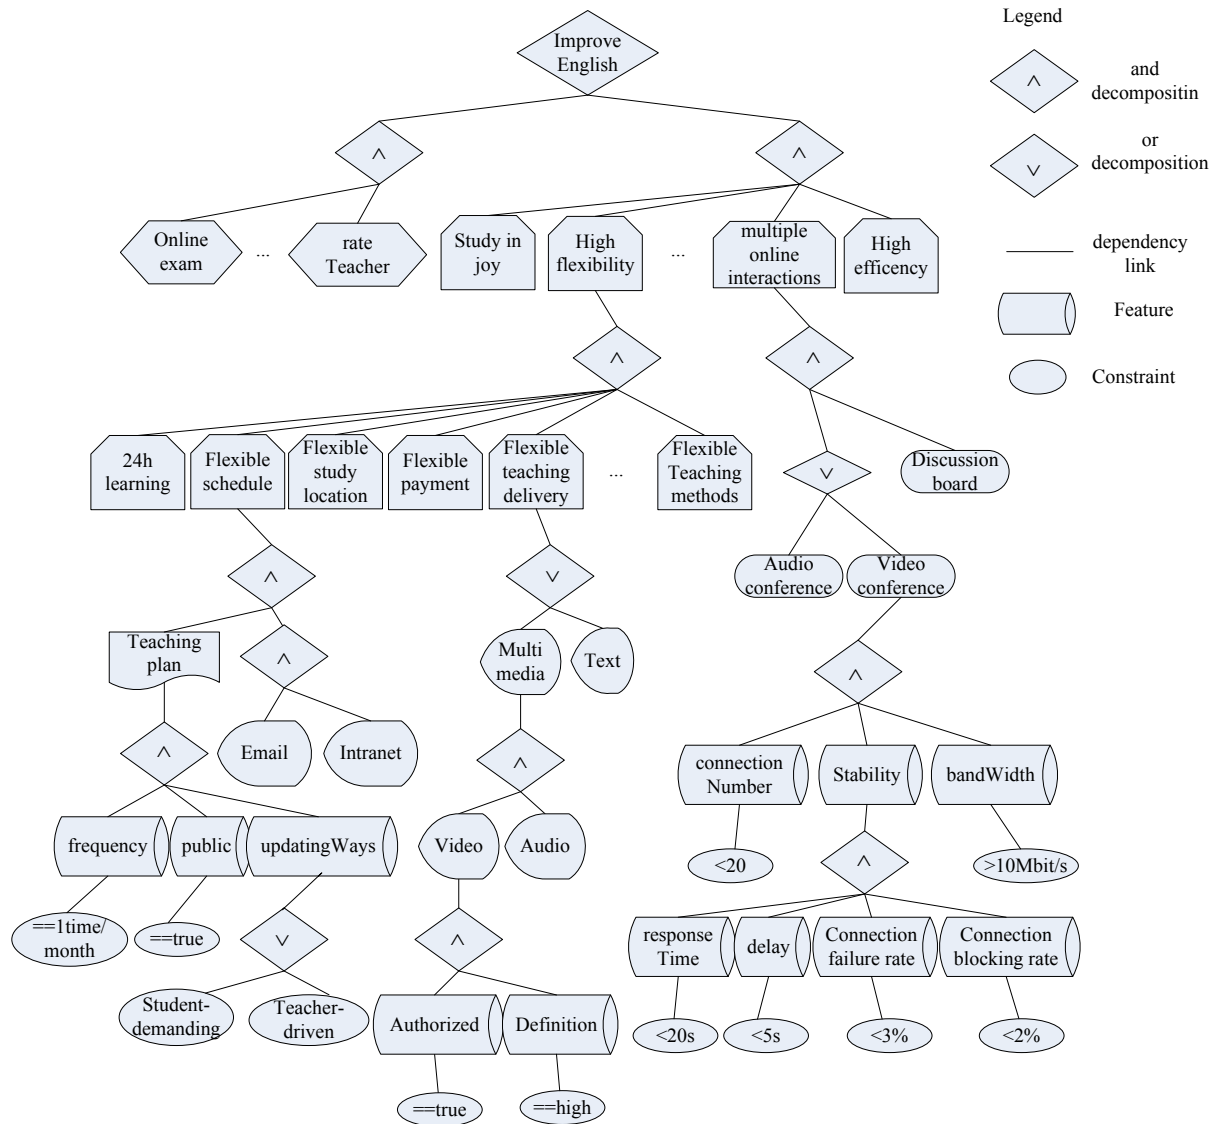 Improve
English
Legend
∧
and
decompositin
∨
or
decomposition
dependency
link
Feature
Constraint
∧
∧
Online
exam
...
rate
Teacher
Study in
joy
High
flexibility
...
multiple
online
interactions
High
efficency
∧
∧
24h
learning
Flexible
schedule
Flexible
study
location
Flexible
payment
Flexible
teaching
delivery
...
Flexible
Teaching
methods
∨
Discussion
board
∧
∨
Audio
conference
Video
conference
Teaching
plan
∧
Multi
media
Text
∧
∧
Email
Intranet
∧
connection
Number
Stability
bandWidth
frequency
public
updatingWays
Video
Audio
<20
∧
>10Mbit/s
==1time/
month
==true
∨
∧
response
Time
delay
Connection
failure rate
Connection
blocking rate
Student-
demanding
Teacher-
driven
Authorized
Definition
<20s
<5s
<3%
<2%
==true
==high